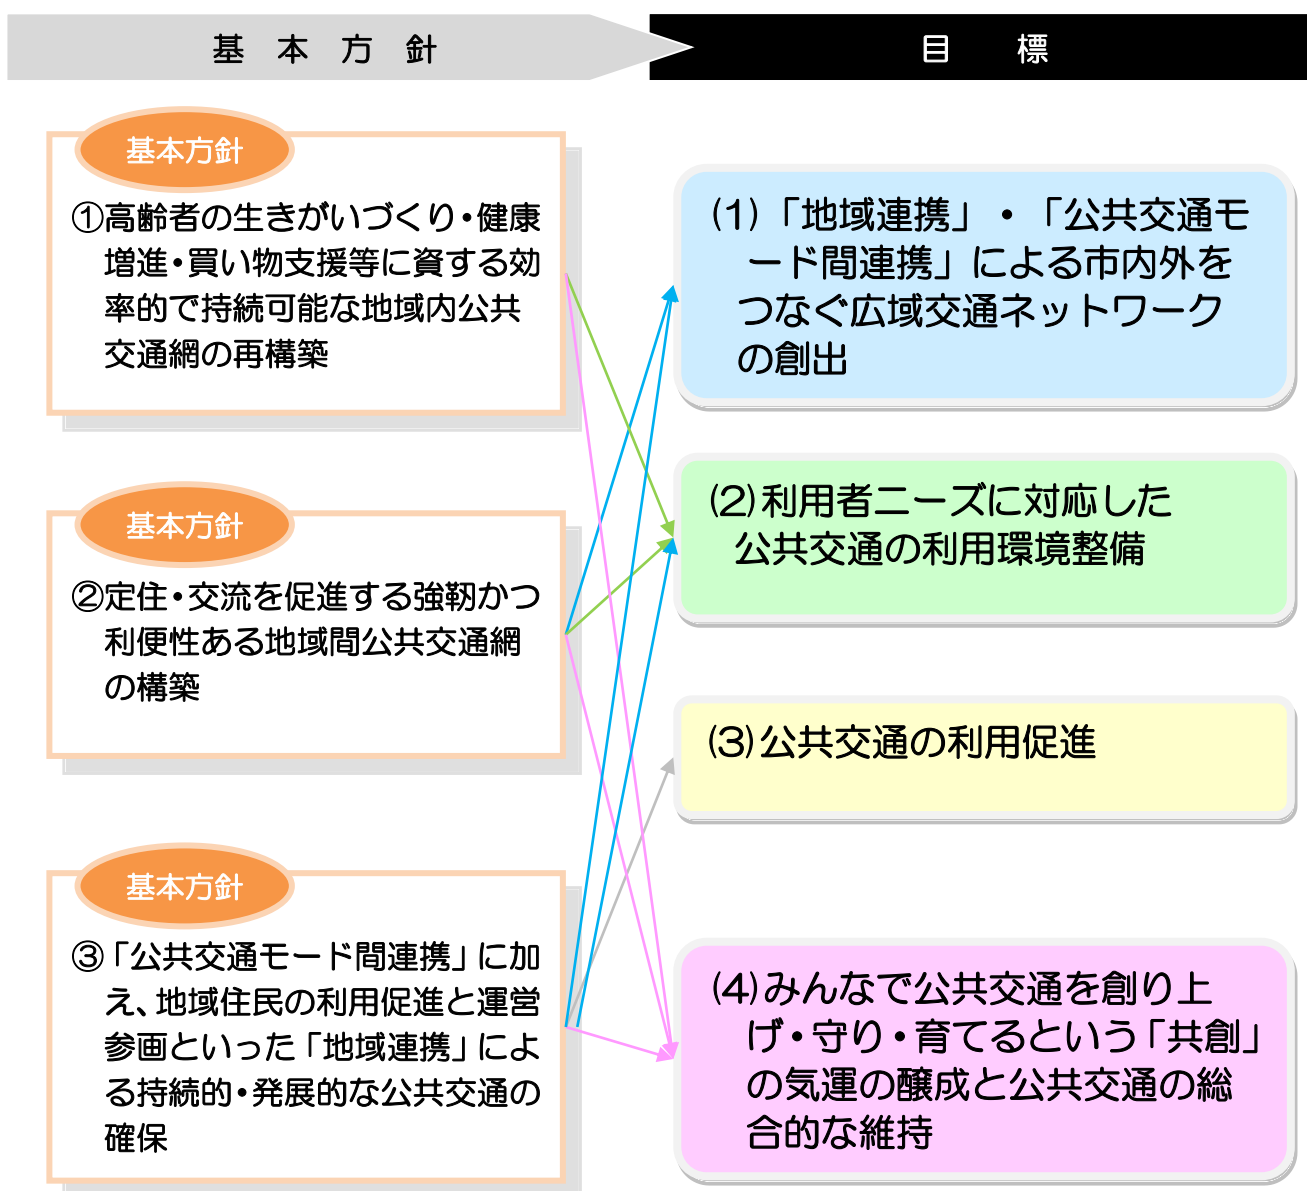 基　本　方　針
目　　標
基本方針
①高齢者の生きがいづくり・健康
増進・買い物支援等に資する効
率的で持続可能な地域内公共
交通網の再構築
基本方針
②定住・交流を促進する強靭かつ
利便性ある地域間公共交通網
の構築
基本方針
③「公共交通モード間連携」に加
え、地域住民の利用促進と運営
参画といった「地域連携」によ
る持続的・発展的な公共交通の
確保
(1)「地域連携」・「公共交通モ
ード間連携」による市内外を
つなぐ広域交通ネットワーク
の創出
(2)利用者ニーズに対応した
公共交通の利用環境整備
(3)公共交通の利用促進
(4)みんなで公共交通を創り上
げ・守り・育てるという「共創」
の気運の醸成と公共交通の総
合的な維持